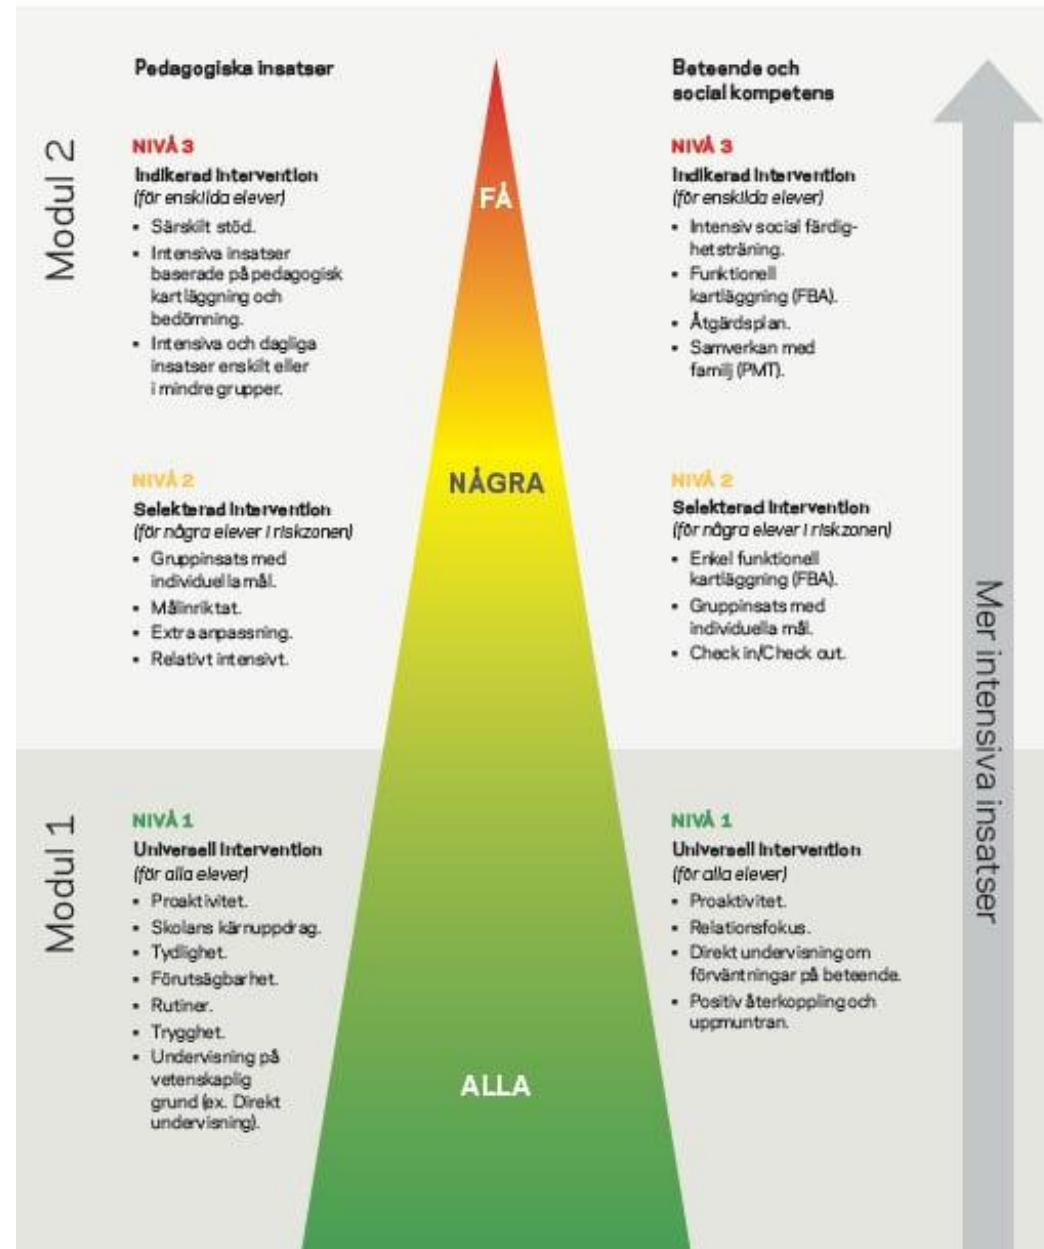 Pedagogiska insatser
Modul 2
NIVÅ 3
Indikerad intervention
(för enskilda elever)
• Särskilt stöd.
• Intensiva insatser
baserade på pedagogisk
kartläggning och
bedömning.
• Intensiva och dagliga
insatser enskilt eller
i mindre grupper.
NIVÅ 2
Selekterad intervention
(för några elever i riskzonen)
• Gruppinsats med
individuella mål.
• Målinriktat.
• Extra anpassning.
• Relativt intensivt.
Modul 1
NIVÅ 1
Universell intervention
(för alla elever)
• Proaktivitet.
• Skolans kärnuppdrag.
• Tydlighet.
• Förutsägbarhet.
• Rutiner.
• Trygghet.
• Undervisning på
vetenskaplig
grund (ex. Direkt
undervisning).
FÅ
NÅGRA
ALLA
Beteende och
social kompetens
NIVÅ 3
Indikerad intervention
(för enskilda elever)
• Intensiv social färdig-
hetsträning.
• Funktionell
kartläggning (FBA).
• Åtgärdsplan.
• Samverkan med
familj (PMT).
NIVÅ 2
Selekterad intervention
(för några elever i riskzonen)
• Enkel funktionell
kartläggning (FBA).
• Gruppinsats med
individuella mål.
• Check in/Check out.
NIVÅ 1
Universell intervention
(för alla elever)
• Proaktivitet.
• Relationsfokus.
• Direkt undervisning om
förväntningar på beteende.
• Positiv återkoppling och
uppmuntran.
Mer intensiva insatser